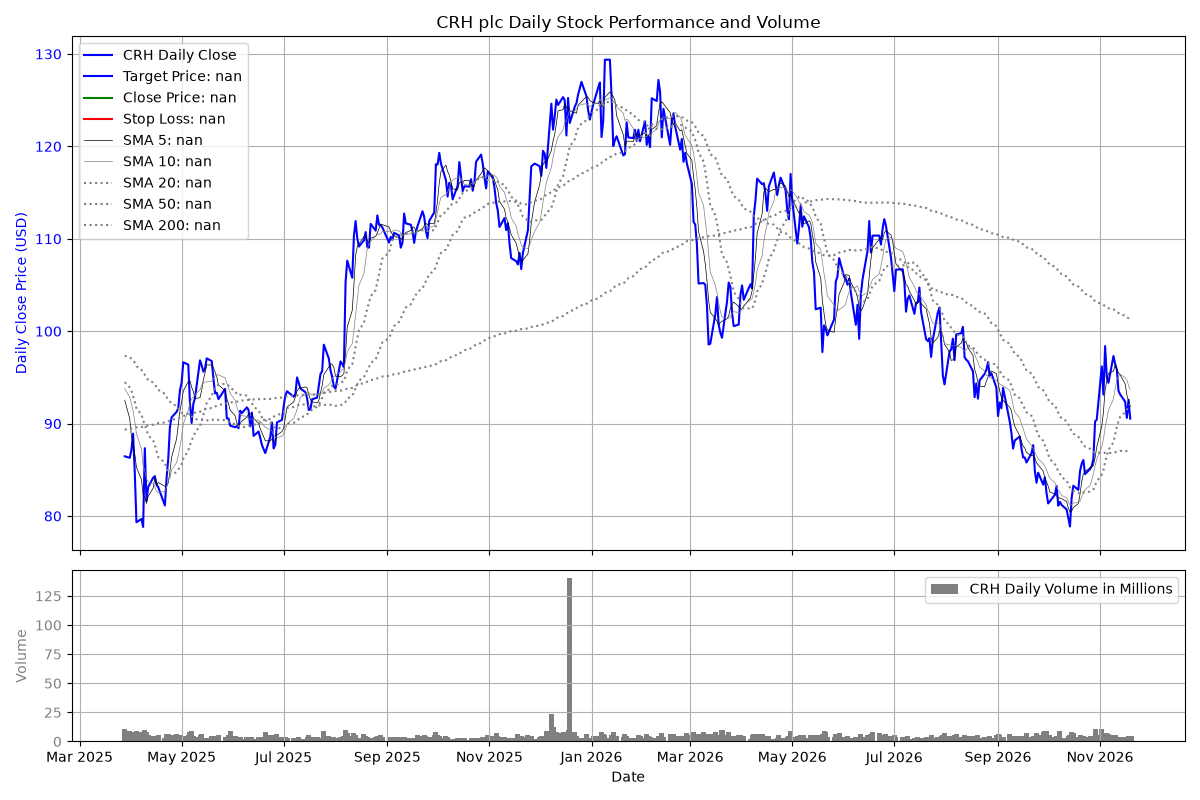 CRH plc Daily Stock Performance and Volume
Daily Close Price (USD)
130
120
110
100
90
80
CRH Daily Close
Target Price: nan
Close Price: nan
Stop Loss: nan
SMA 5: nan
SMA 10: nan
SMA 20: nan
SMA 50: nan
SMA 200: nan
Volume
125
100
75
50
25
0
CRH Daily Volume in Millions
Mar 2025 May 2025 Jul 2025 Sep 2025 Nov 2025 Jan 2026 Mar 2026 May 2026 Jul 2026 Sep 2026 Nov 2026
Date